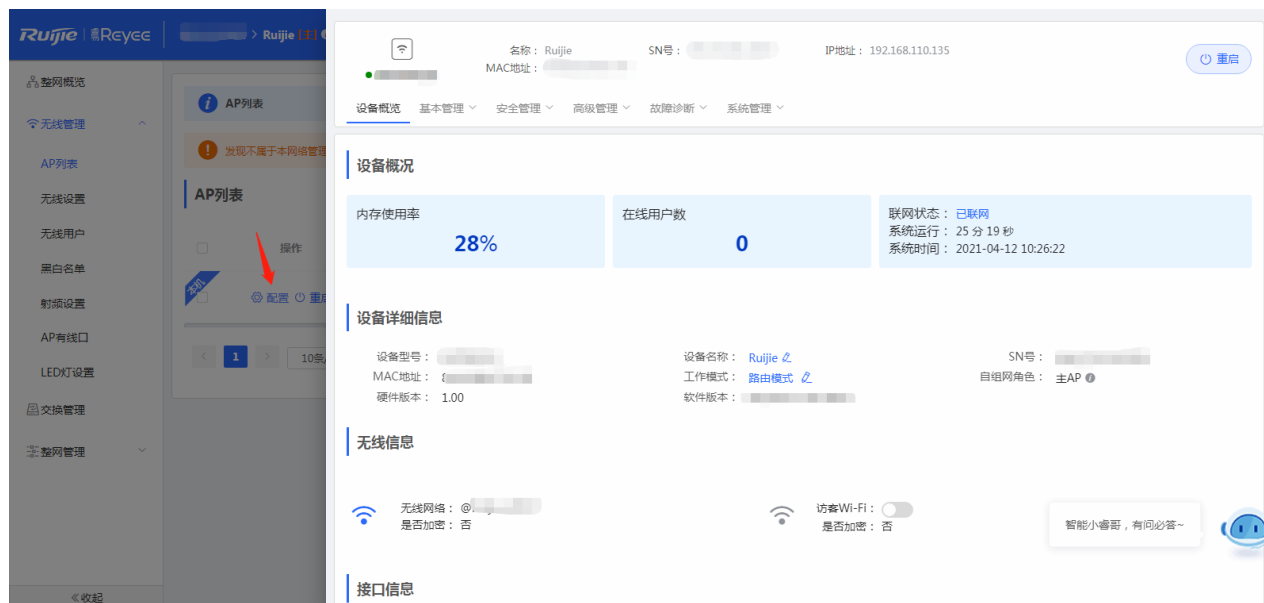 Ruijie | 睿易Reyee
> Ruijie
整网概览
无线管理
AP列表
无线设置
无线用户
黑白名单
射频设置
AP有线口
LED灯设置
交换管理
整网管理
《收起
AP列表
发现不属于本网络管理
AP列表
操作
本机
配置 重启
1
10条/
名称： Ruijie
SN号：
IP地址： 192.168.110.135
MAC地址：
重启
设备概览 基本管理 安全管理 高级管理 故障诊断 系统管理
设备概况
内存使用率
28%
在线用户数
0
联网状态： 已联网
系统运行： 25 分 19 秒
系统时间： 2021-04-12 10:26:22
设备详细信息
设备型号：
设备名称： Ruijie
SN号：
MAC地址：
工作模式： 路由模式
自组网角色： 主AP
硬件版本： 1.00
软件版本：
无线信息
无线网络： @
是否加密： 否
访客Wi-Fi：
是否加密： 否
智能小睿哥，有问必答~
接口信息